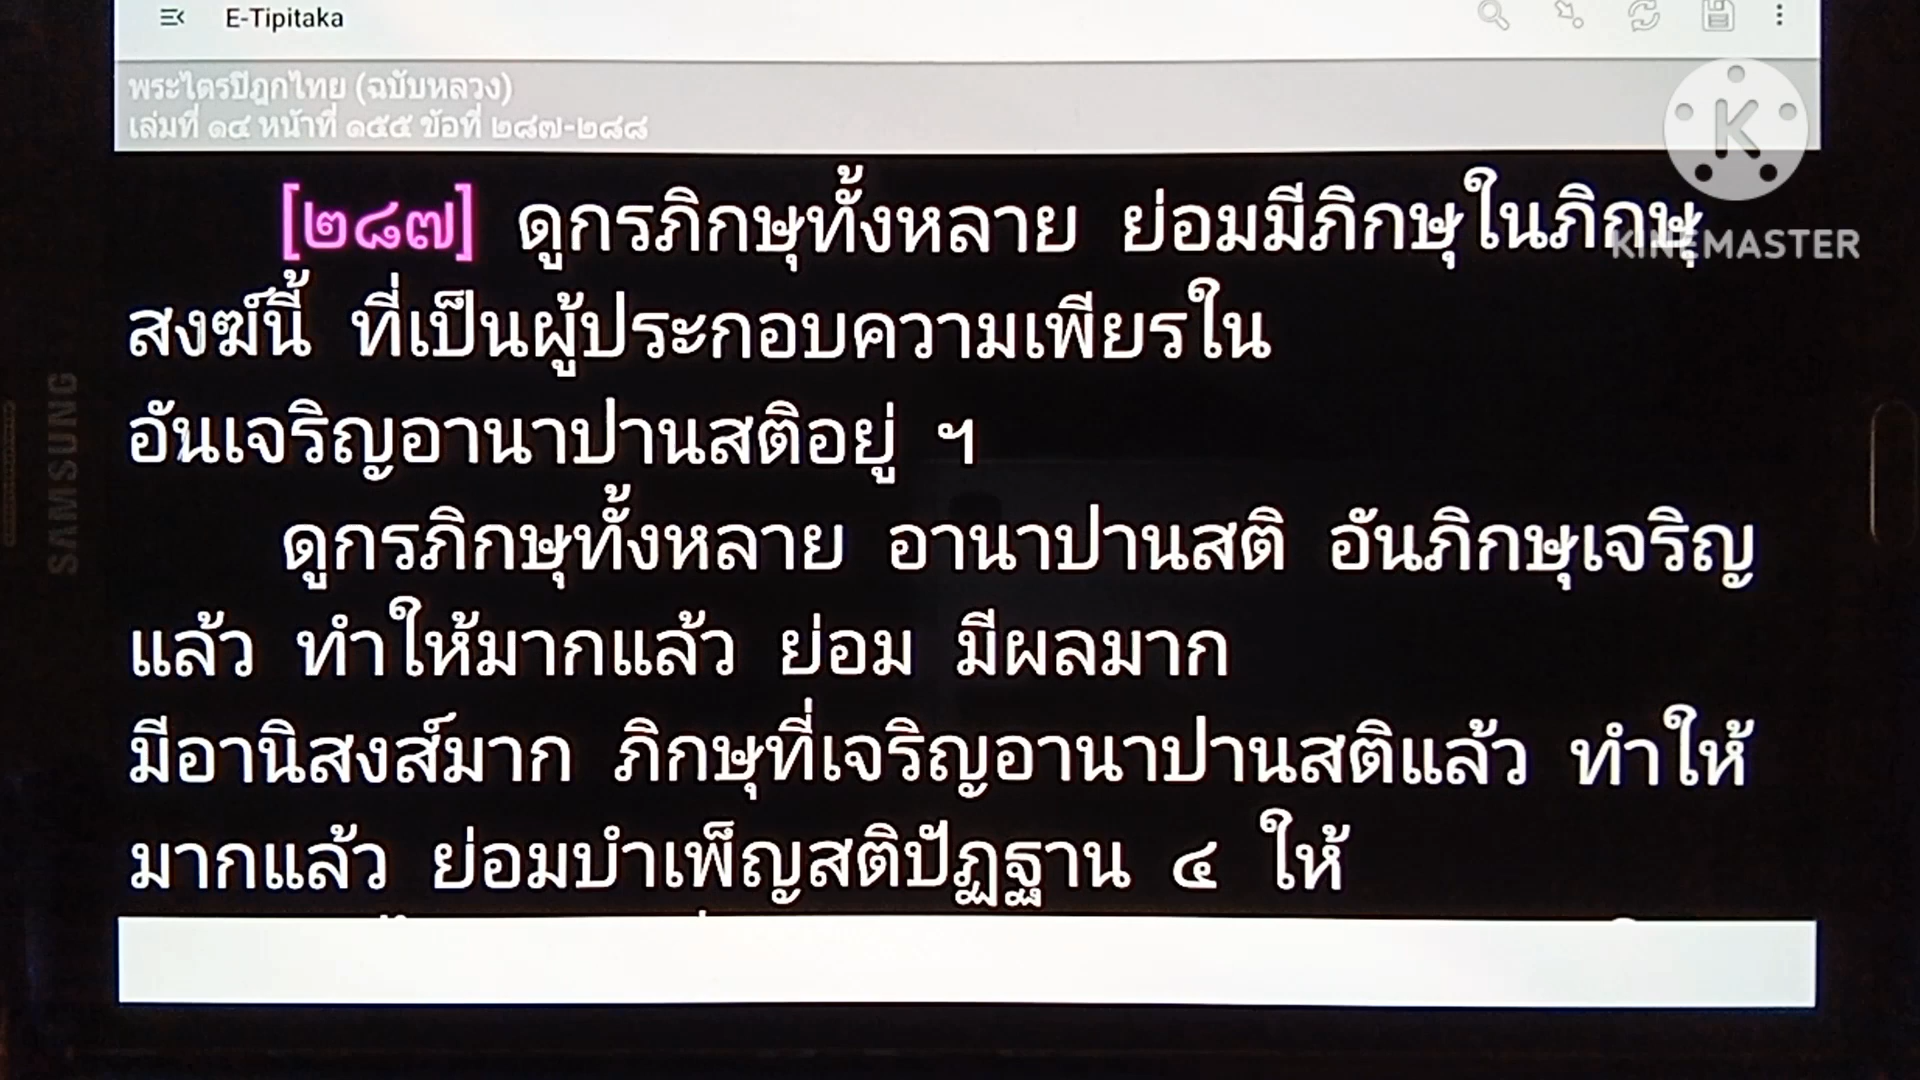 E-Tipitaka
พระไตรปิฎกไทย (ฉบับหลวง)
เล่มที่ ๑๔ หน้าที่ ๑๕๕ ข้อที่ ๒๘๗-๒๘๘
K
KINEMASTER
[๒๘๗] ดูกรภิกษุทั้งหลาย ย่อมมีภิกษุในภิกษุ
สงฆ์นี้ ที่เป็นผู้ประกอบความเพียรใน
อันเจริญอานาปานสติอยู่ ฯ
ดูกรภิกษุทั้งหลาย อานาปานสติ อันภิกษุเจริญ
แล้ว ทำให้มากแล้ว ย่อม มีผลมาก
มีอานิสงส์มาก ภิกษุที่เจริญอานาปานสติแล้ว ทำให้
มากแล้ว ย่อมบำเพ็ญสติปัฏฐาน ๔ ให้
SAMSUNG